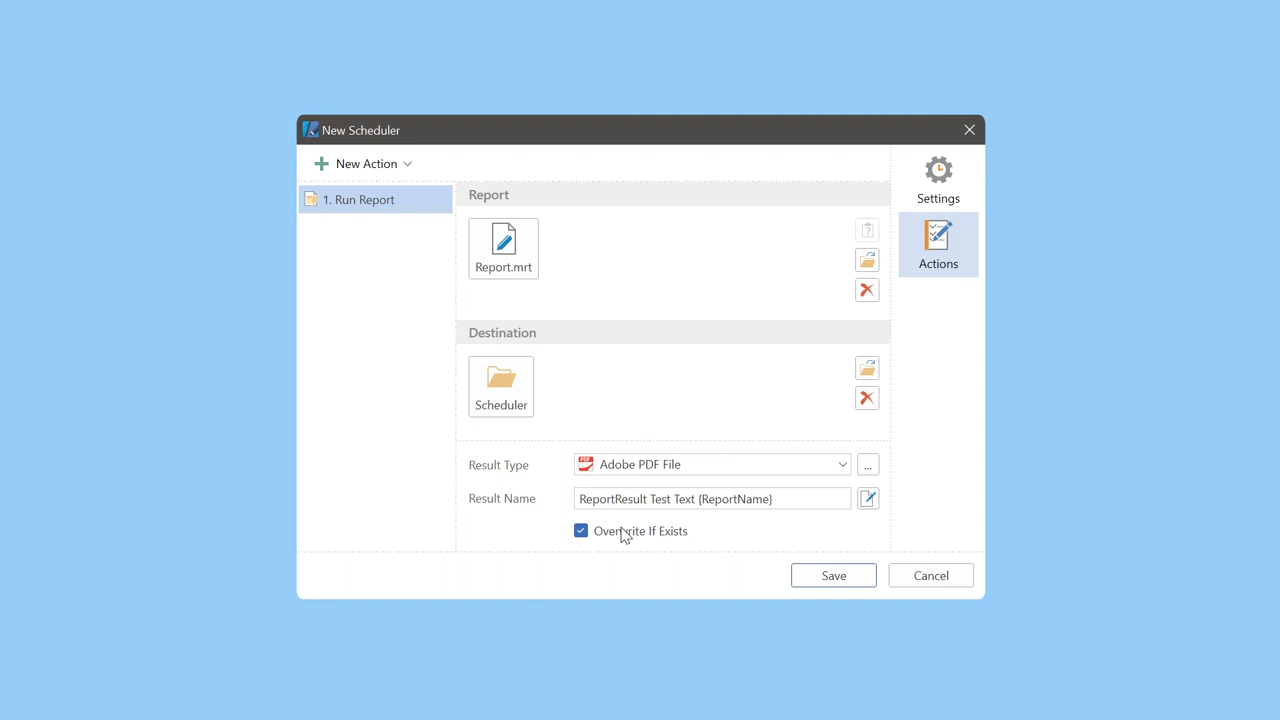 New Scheduler
New Action
Settings
1. Run Report
Report
Report.mrt
Actions
Destination
Scheduler
Result Type
PDF
Adobe PDF File
...
Result Name
ReportResult Test Text {ReportName}
Overwrite If Exists
Save
Cancel